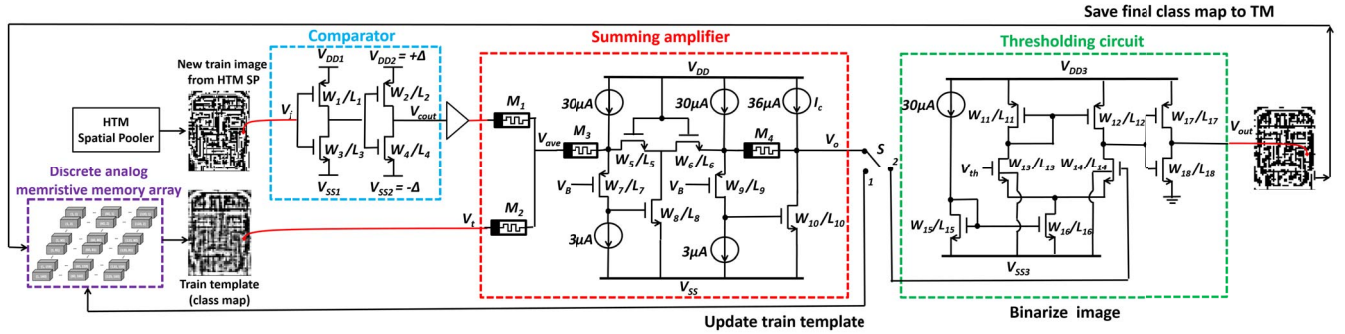 Save final class map to TM
Comparator
Summing amplifier
Thresholding circuit
New train image
from HTM SP
HTM
Spatial Pooler
Discrete analog
memristive memory array
Train template
(class map)
V_j
V_DD1
V_DD2 = +Δ
W_1/L_1
W_2/L_2
V_cout
W_3/L_3
W_4/L_4
V_SS1
V_SS2 = -Δ
M_1
V_ave
M_3
V_t
M_2
V_DD
30μA
30μA
36μA
I_c
M_4
V_o
W_5/L_5
W_6/L_6
V_B
W_7/L_7
V_B
W_9/L_9
W_8/L_8
W_10/L_10
3μA
3μA
V_SS
S
2
1
V_DD3
30μA
W_11/L_11
W_12/L_12
W_17/L_17
V_out
V_th
W_13/L_13
W_14/L_14
W_18/L_18
W_15/L_15
W_16/L_16
V_SS3
Update train template
Binarize image